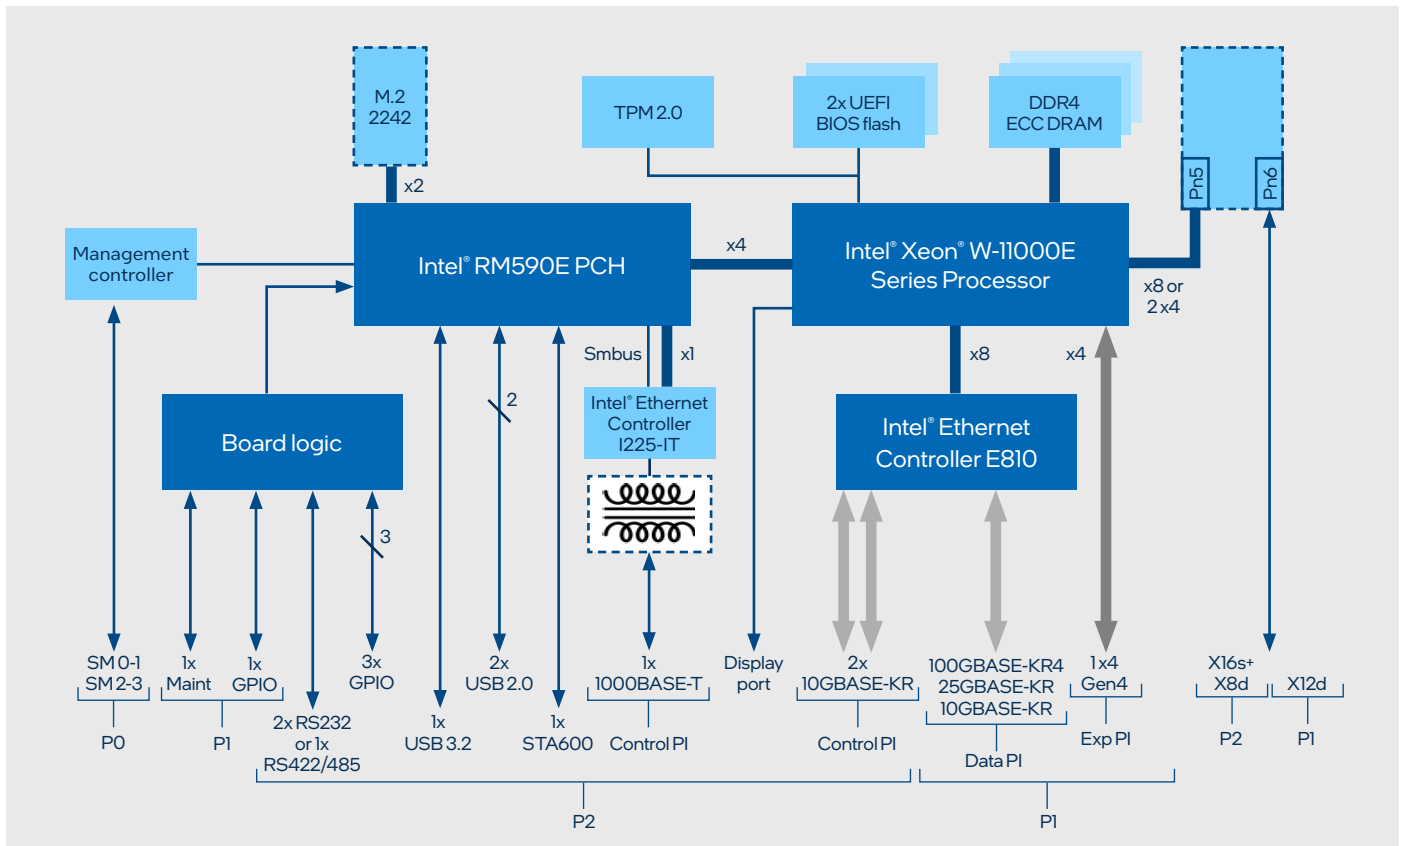 M.2
2242
TPM 2.0
2x UEFI
BIOS flash
DDR4
ECC DRAM
Pn5
Pn6
x2
Management
controller
Intel® RM590E PCH
x4
Intel® Xeon® W-11000E
Series Processor
x8 or
2 x4
Smbus
x1
x8
x4
Board logic
2
Intel® Ethernet
Controller
I225-IT
Intel® Ethernet
Controller E810
3
SM 0-1
SM 2-3
P0
1x
Maint
1x
GPIO
P1
2x RS232
or 1x
RS422/485
3x
GPIO
1x
USB 3.2
2x
USB 2.0
1x
STA600
1x
1000BASE-T
Control PI
Display
port
2x
10GBASE-KR
Control PI
100GBASE-KR4
25GBASE-KR
10GBASE-KR
Data PI
1 x4
Gen4
Exp PI
X16s+
X8d
P2
X12d
P1
P2
P1